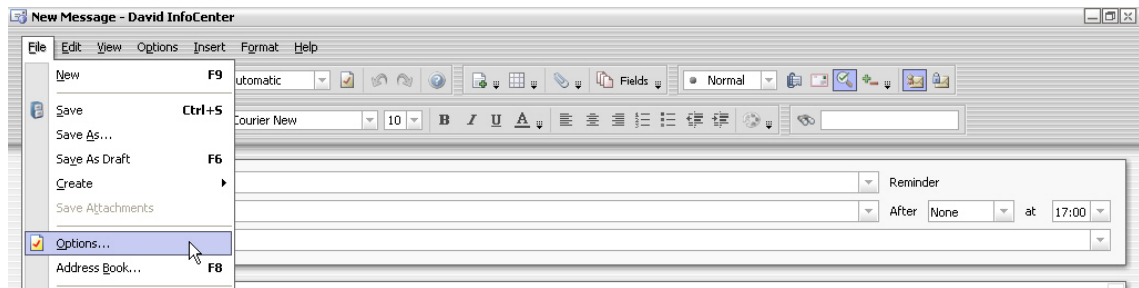 New Message - David InfoCenter
File Edit View Options Insert Format Help
New F9
utomatic
Fields
Normal
Save Ctrl+S
Courier New
10
B I U A
Save As...
Save As Draft F6
Create
Reminder
Save Attachments
After None at 17:00
Options...
Address Book... F8